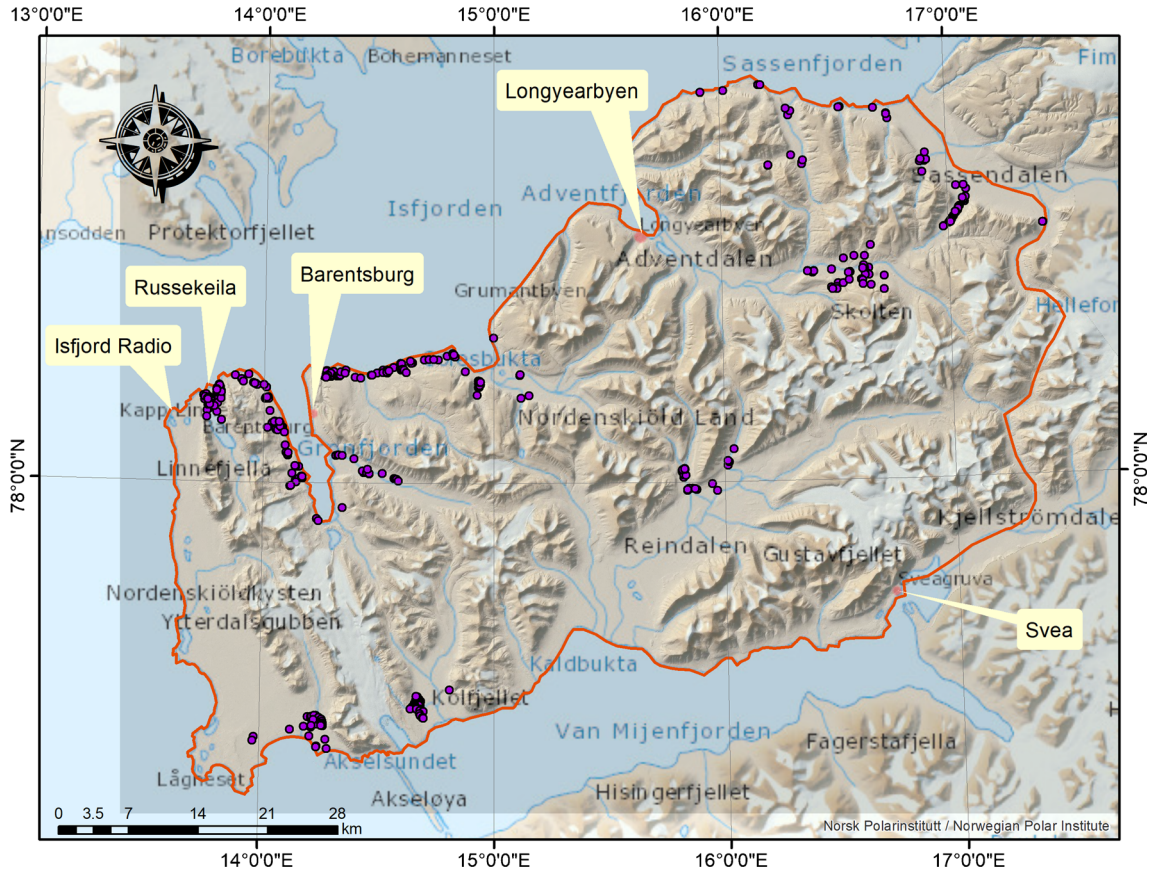 13°0'0"E
14°0'0"E
15°0'0"E
16°0'0"E
17°0'0"E
Borebukta
Bohemanneset
Sassenfjorden
Fim
Longyearbyen
Sassendalen
Adventfjorden
Isfjorden
Longyearbyen
nsodden
Protektorfjellet
Adventdalen
Barentsburg
Russekeila
Grumantbyen
Skolten
Hellefor
Isfjord Radio
Nordenskiöld Land
Barentsburg
Grønfjorden
78°0'0"N
78°0'0"N
Linnefjella
Kjellströmdale
Reindalen
Gustavfjellet
Sveagruva
Nordenskiöldkysten
Ytterdalsgubben
Svea
Kaldbukta
Kolfjellet
Van Mijenfjorden
Fagerstafjella
Akselsundet
Lågneset
Hisingerfjellet
Akseløya
0 3.5 7 14 21 28
km
Norsk Polarinstitutt / Norwegian Polar Institute
14°0'0"E
15°0'0"E
16°0'0"E
17°0'0"E